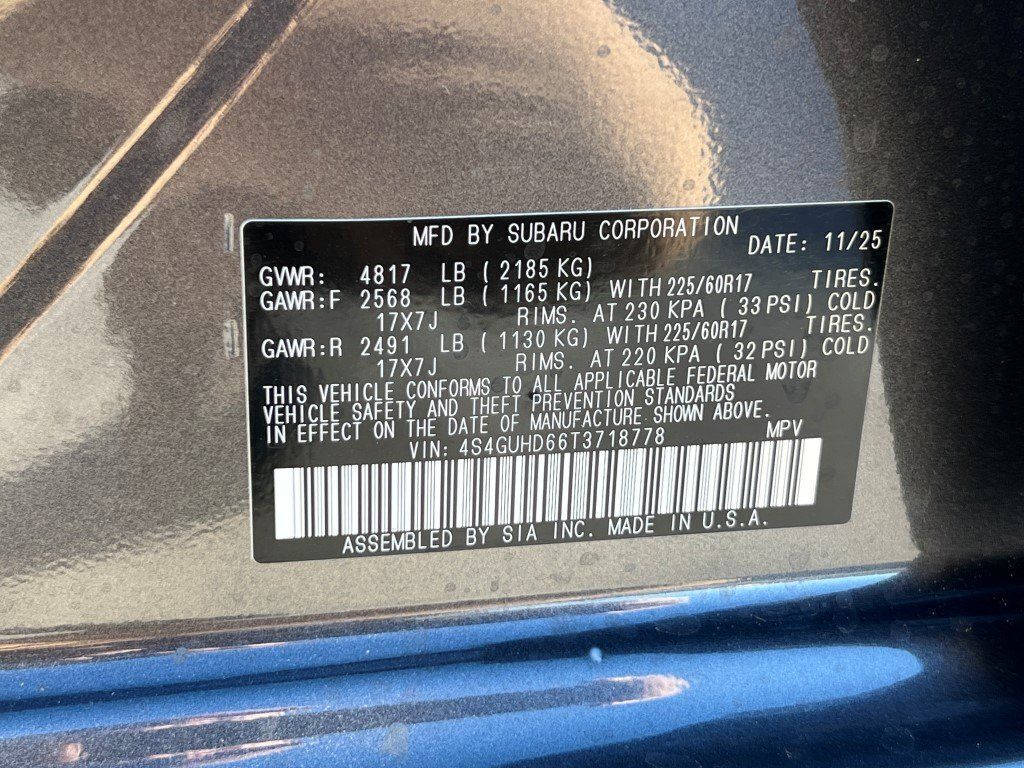 MFD BY SUBARU CORPORATION DATE: 11/25
GVWR: 4817 LB ( 2185 KG)
GAWR:F 2568 LB ( 1165 KG) WITH 225/60R17 TIRES.
17X7J RIMS. AT 230 KPA ( 33 PSI) COLD
GAWR:R 2491 LB ( 1130 KG) WITH 225/60R17 TIRES.
17X7J RIMS. AT 220 KPA ( 32 PSI) COLD
THIS VEHICLE CONFORMS TO ALL APPLICABLE FEDERAL MOTOR
VEHICLE SAFETY AND THEFT PREVENTION STANDARDS
IN EFFECT ON THE DATE OF MANUFACTURE SHOWN ABOVE.
VIN: 4S4GUHD66T3718778 MPV
ASSEMBLED BY SIA INC. MADE IN U.S.A.